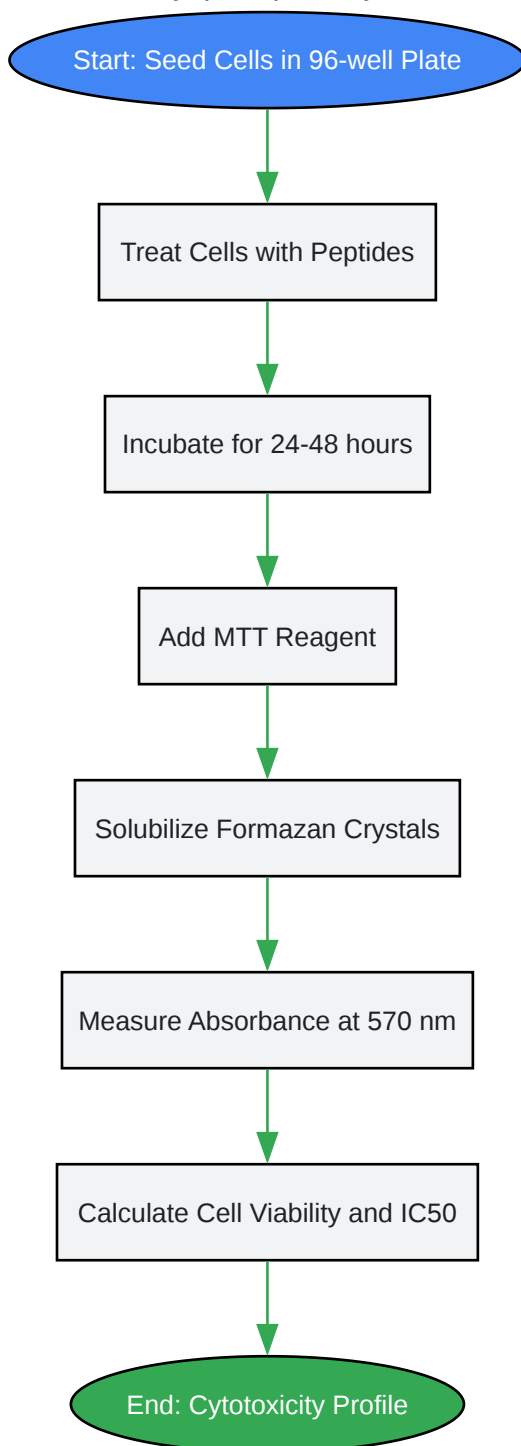 Start: Seed Cells in 96-well Plate
Treat Cells with Peptides
Incubate for 24-48 hours
Add MTT Reagent
Solubilize Formazan Crystals
Measure Absorbance at 570 nm
Calculate Cell Viability and IC50
End: Cytotoxicity Profile